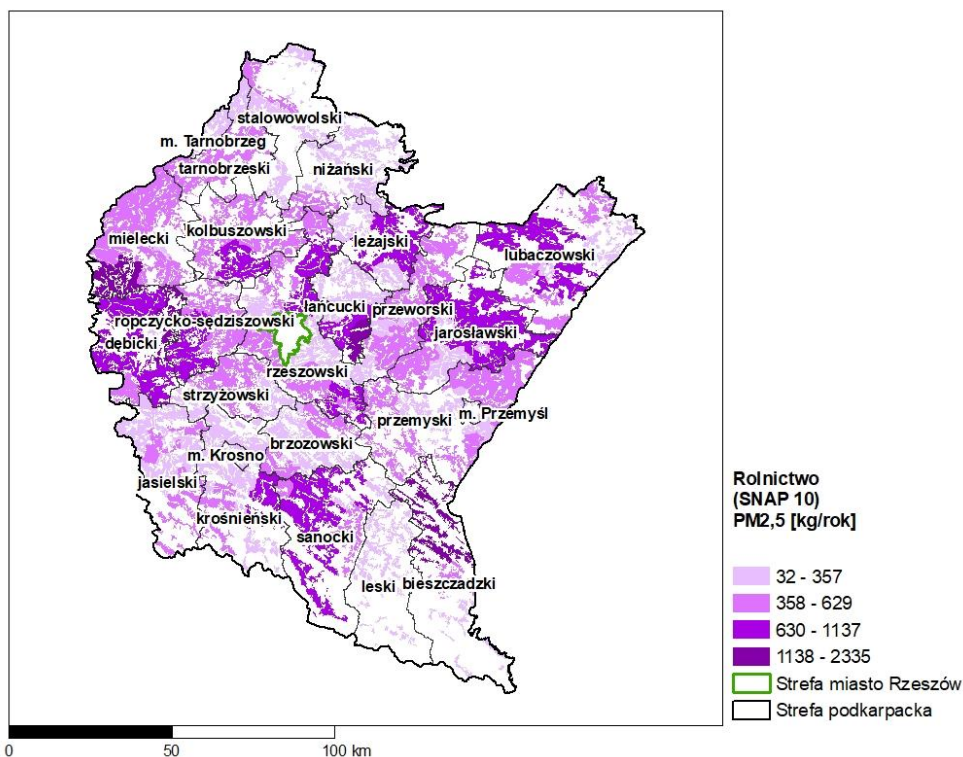 stalowowolski
m. Tarnobrzeg
tarnobrzeski
niżański
kolbuszowski
mielecki
leżajski
lubaczowski
łańcucki
przeworski
ropczycko-sędziszowski
jarosławski
dębicki
rzeszowski
strzyżowski
przemyski
m. Przemyśl
brzozowski
m. Krosno
jasielski
krośnieński
sanocki
leski
bieszczadzki
Rolnictwo
(SNAP 10)
PM2,5 [kg/rok]
32 - 357
358 - 629
630 - 1137
1138 - 2335
Strefa miasto Rzeszów
Strefa podkarpacka
0 50 100 km